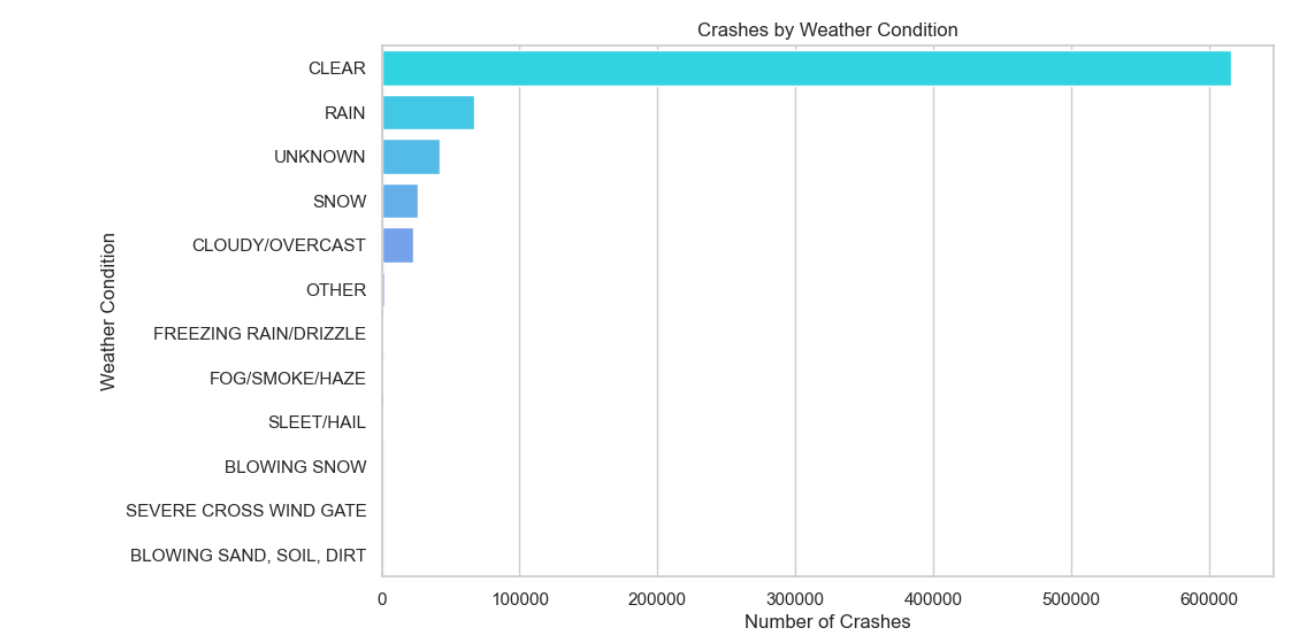 Crashes by Weather Condition
CLEAR
RAIN
UNKNOWN
SNOW
CLOUDY/OVERCAST
OTHER
FREEZING RAIN/DRIZZLE
FOG/SMOKE/HAZE
SLEET/HAIL
BLOWING SNOW
SEVERE CROSS WIND GATE
BLOWING SAND, SOIL, DIRT
Weather Condition
0 100000 200000 300000 400000 500000 600000
Number of Crashes